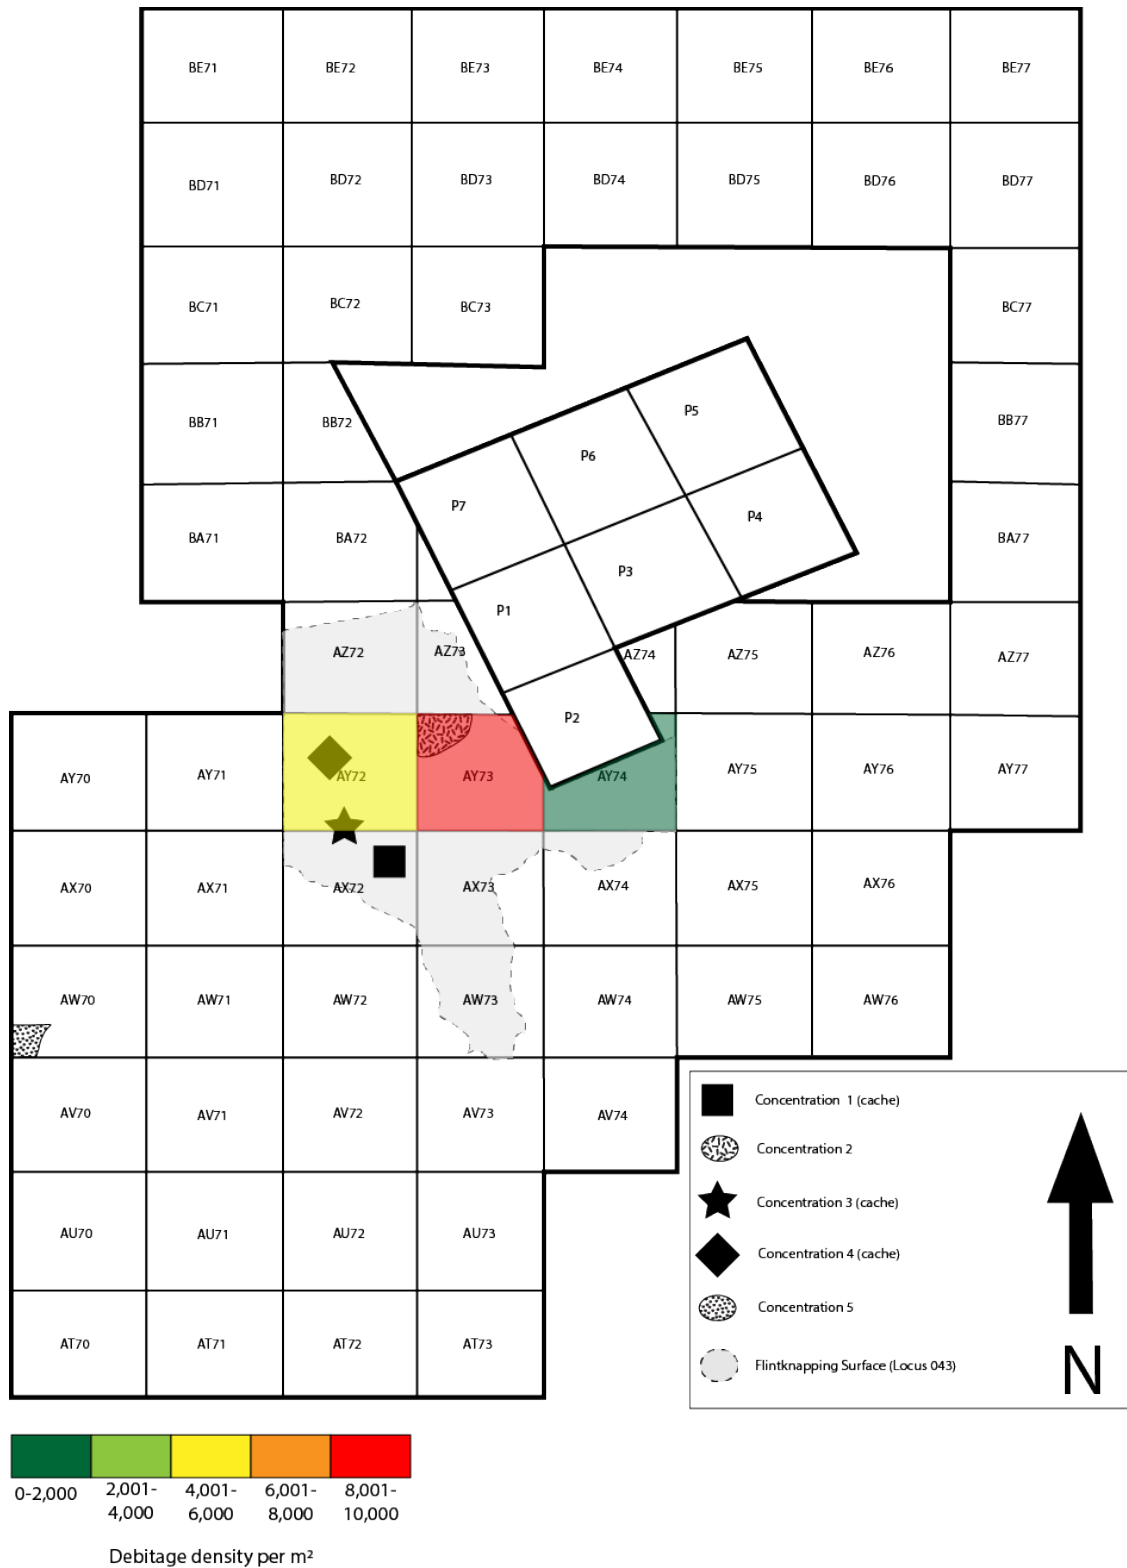 BE71 BE72 BE73 BE74 BE75 BE76 BE77
BD71 BD72 BD73 BD74 BD75 BD76 BD77
BC71 BC72 BC73 BC77
BB71 BB72 P7 P6 P5 BB77
BA71 BA72 P1 P3 P4 BA77
AZ72 AZ73 AZ74 AZ75 AZ76 AZ77
P2
AY70 AY71 AY72 AY73 AY74 AY75 AY76 AY77
AX70 AX71 AX72 AX73 AX74 AX75 AX76
AW70 AW71 AW72 AW73 AW74 AW75 AW76
AV70 AV71 AV72 AV73 AV74
AU70 AU71 AU72 AU73
AT70 AT71 AT72 AT73
Concentration 1 (cache)
Concentration 2
Concentration 3 (cache)
Concentration 4 (cache)
Concentration 5
Flintknapping Surface (Locus 043)
N
0-2,000
2,001-
4,000
4,001-
6,000
6,001-
8,000
8,001-
10,000
Debitage density per m²